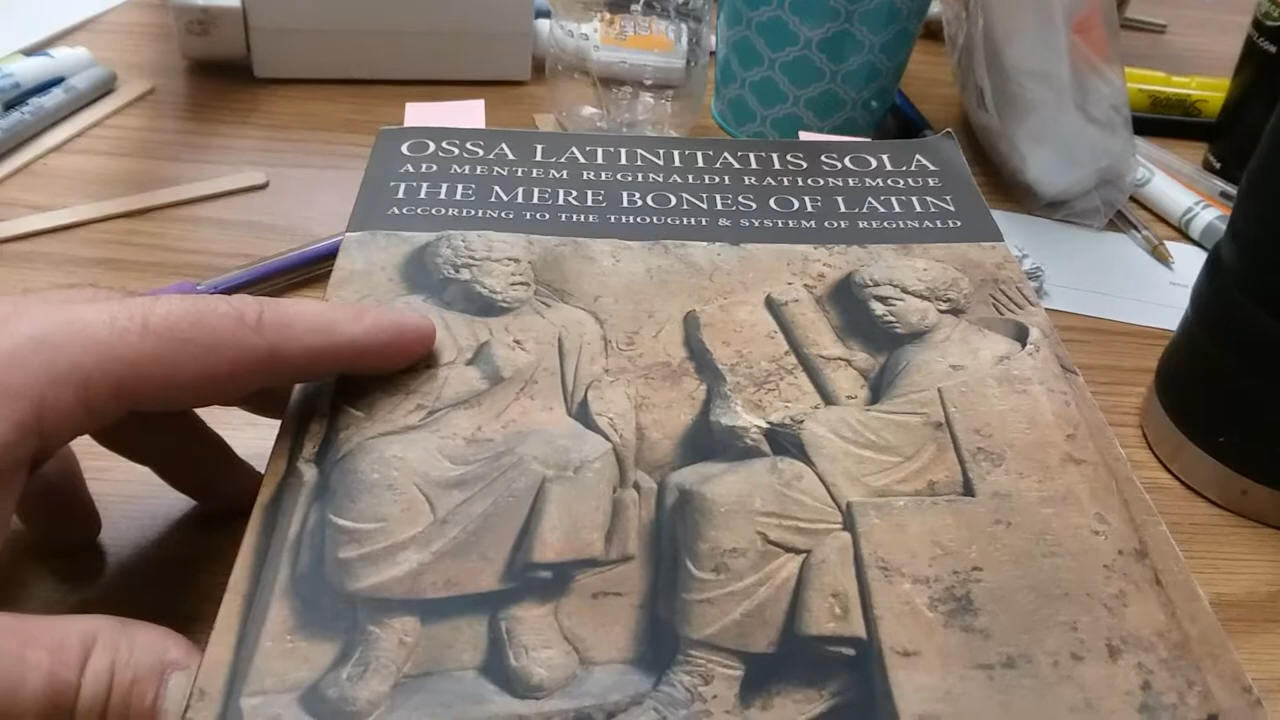 OSSA LATINITATIS SOLA
AD MENTEM REGINALDI RATIONEMQUE
THE MERE BONES OF LATIN
ACCORDING TO THE THOUGHT & SYSTEM OF REGINALD
Sharpie